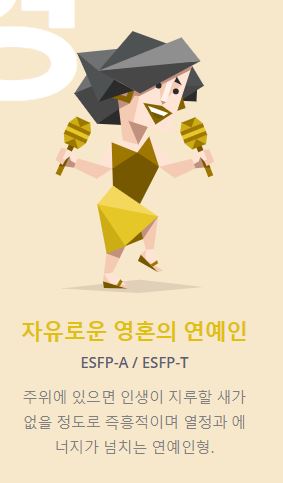 자유로운 영혼의 연예인
ESFP-A / ESFP-T
주위에 있으면 인생이 지루할 새가
없을 정도로 즉흥적이며 열정과 에
너지가 넘치는 연예인형.